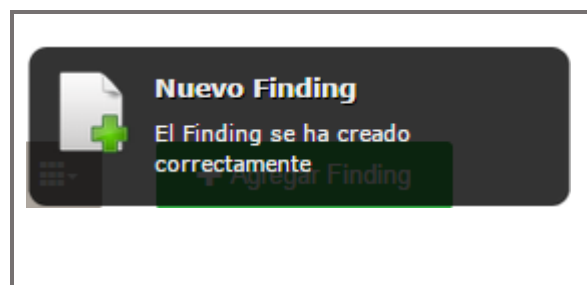 Nuevo Finding
El Finding se ha creado
correctamente
Agregar Finding